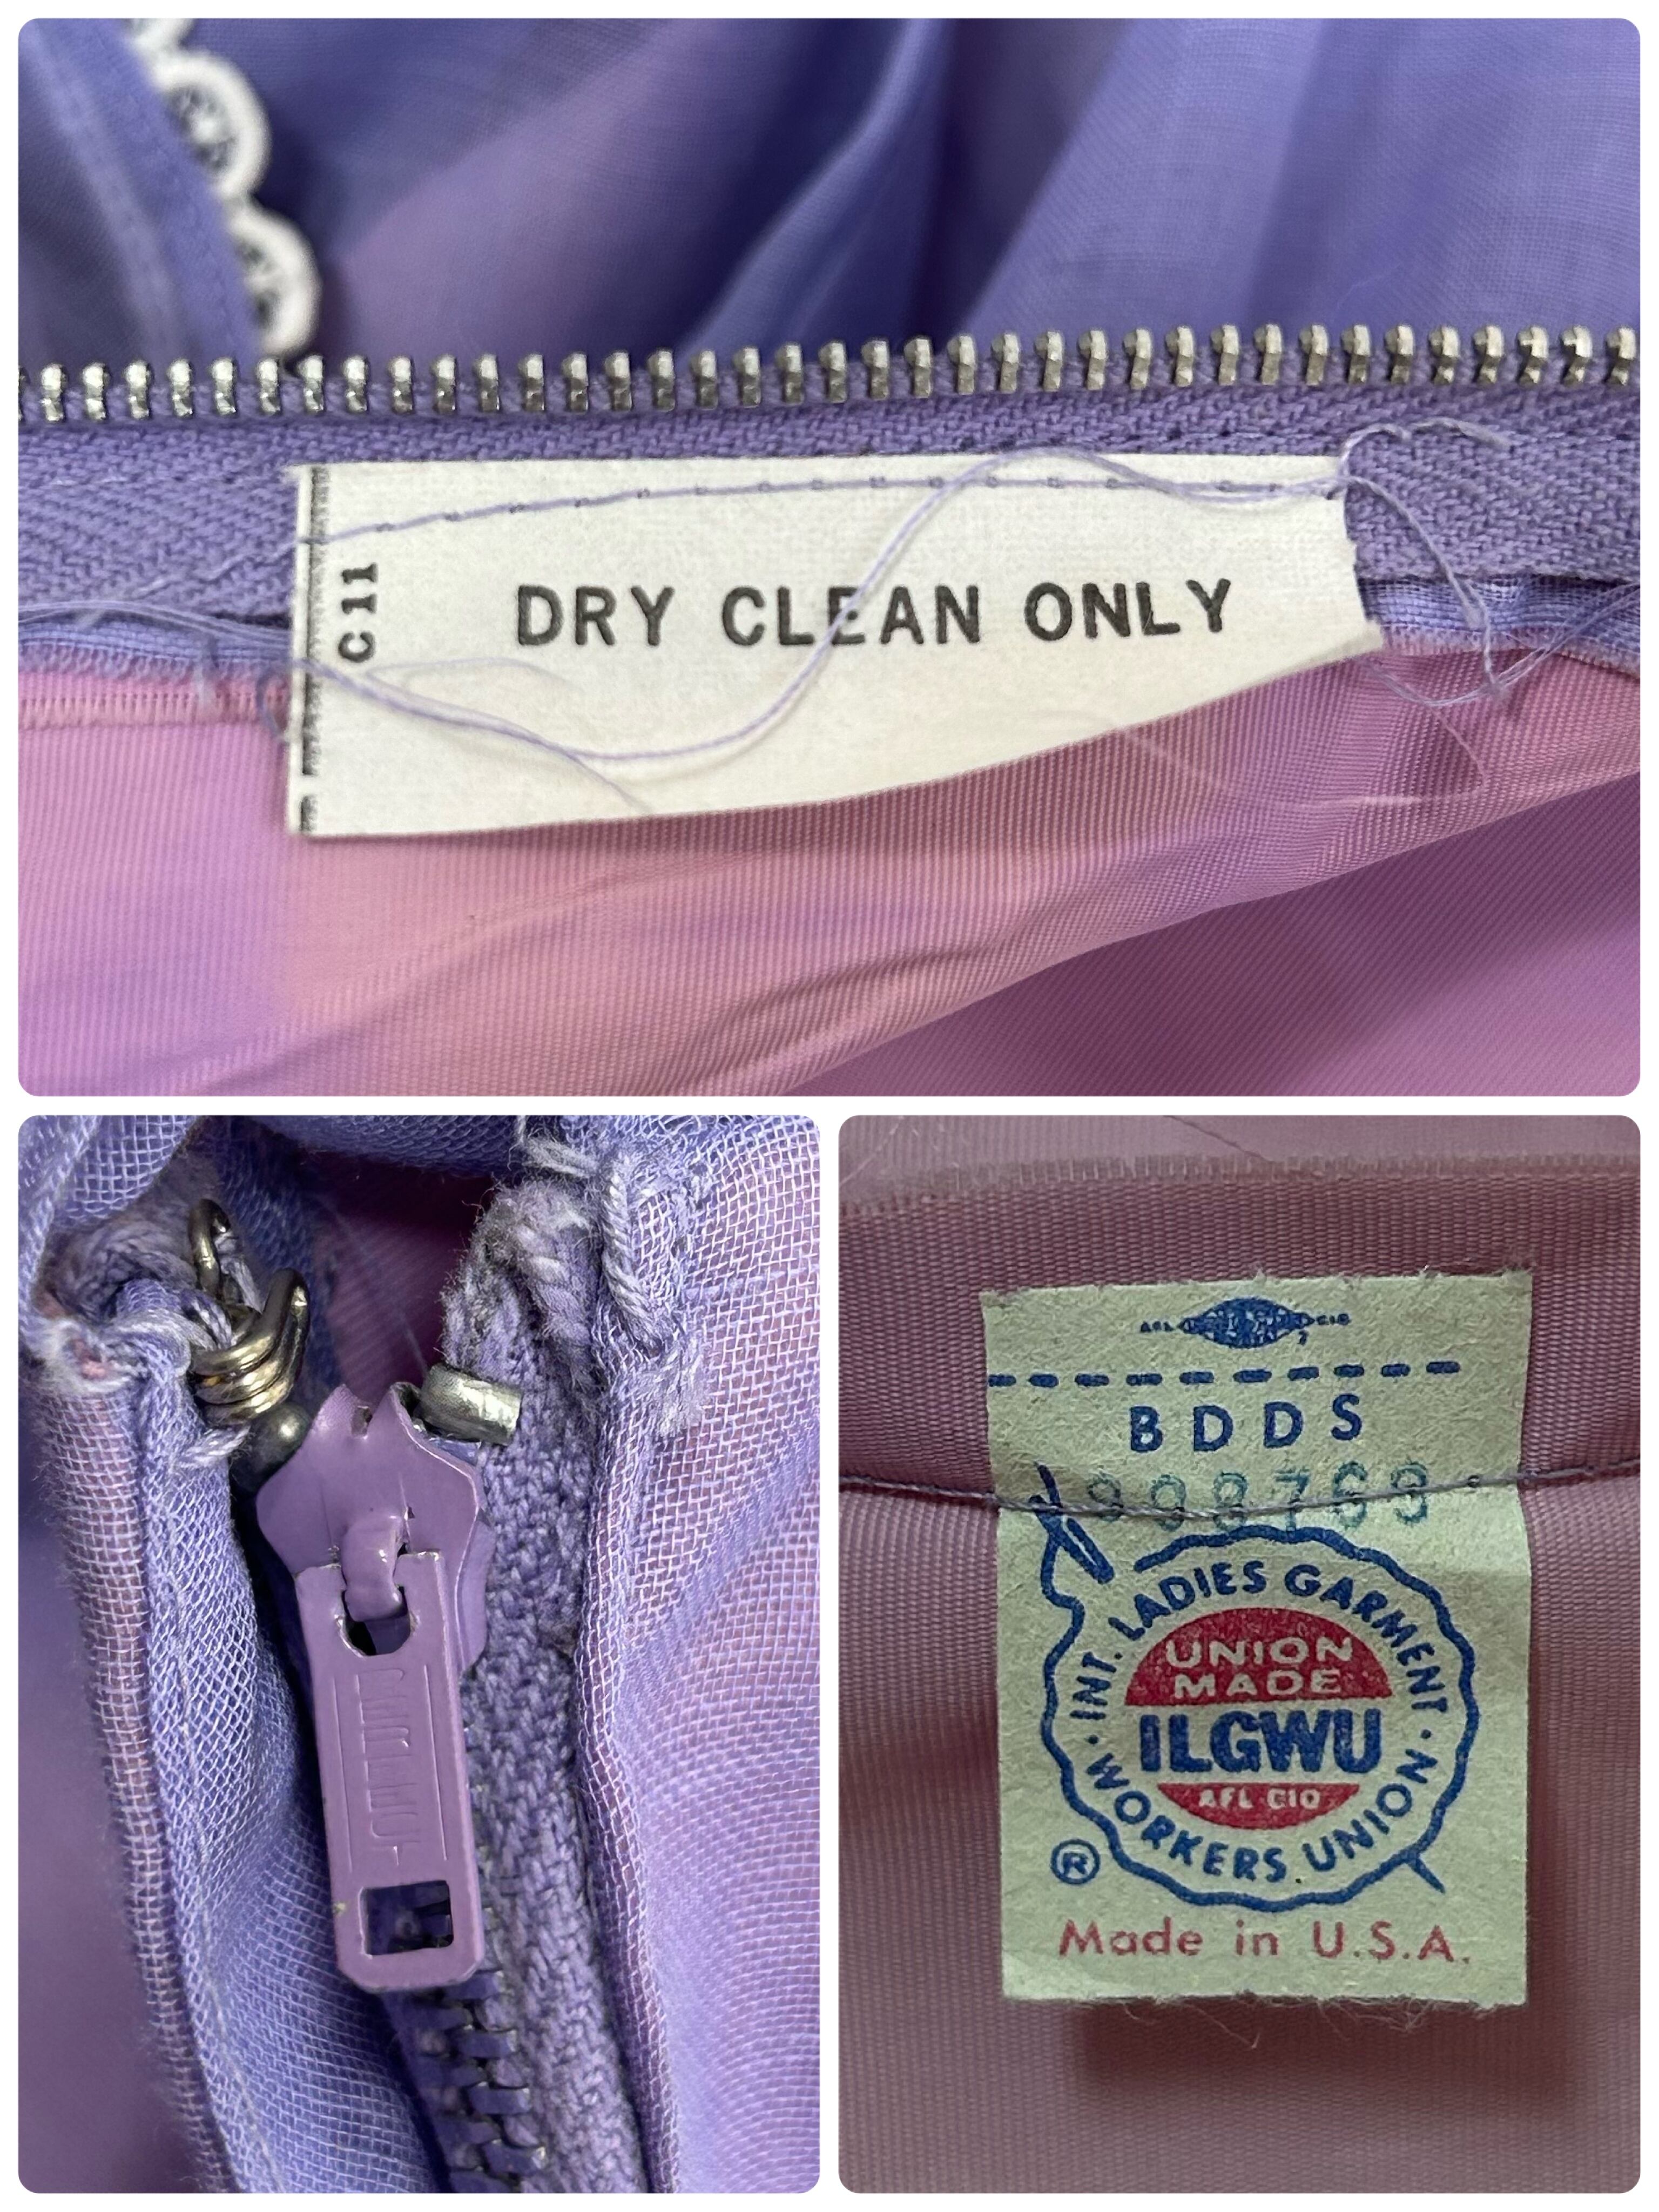 C11
DRY CLEAN ONLY
AFL CIO
BDDS
998768
INT. LADIES GARMENT
UNION
MADE
ILGWU
AFL CIO
· WORKERS UNION ·
®
Made in U.S.A.